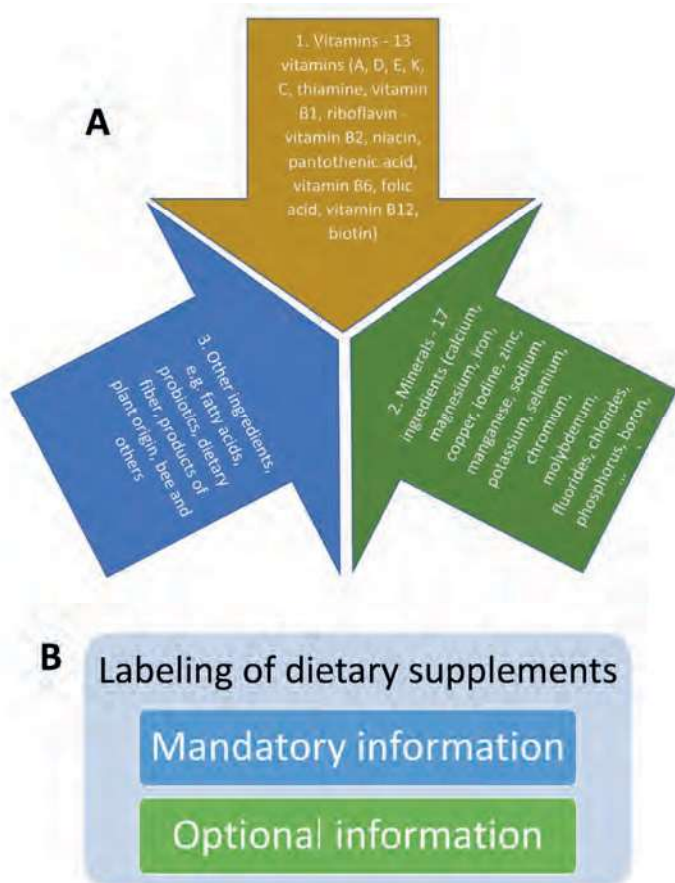 A
1. Vitamins - 13
vitamins (A, D, E, K,
C, thiamine, vitamin
B1, riboflavin -
vitamin B2, niacin,
pantothenic acid,
vitamin B6, folic
acid, vitamin B12,
biotin)
2. Minerals - 17
ingredients (calcium,
magnesium, iron,
copper, iodine, zinc,
manganese, sodium,
potassium, selenium,
chromium,
molybdenum,
fluorides, chlorides,
phosphorus, boron,
...
3. Other ingredients,
e.g. fatty acids,
probiotics, dietary
fiber, products of
plant origin, bee and
others
B
Labeling of dietary supplements
Mandatory information
Optional information